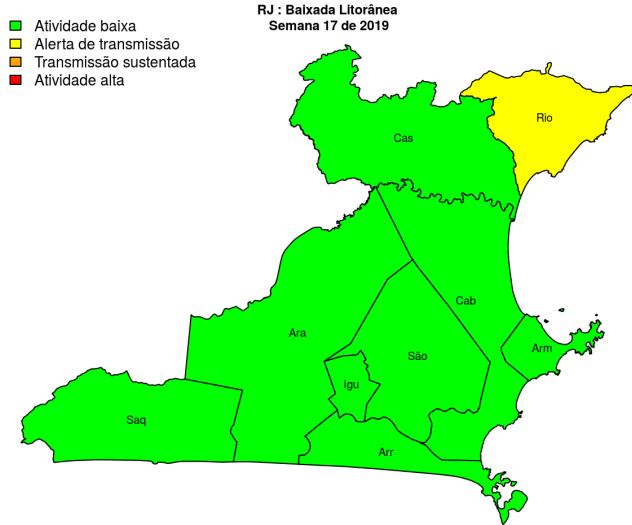 RJ : Baixada Litorânea
Semana 17 de 2019
Atividade baixa
Alerta de transmissão
Transmissão sustentada
Atividade alta
Rio
Cas
Cab
Ara
Arm
São
Igu
Saq
Arr